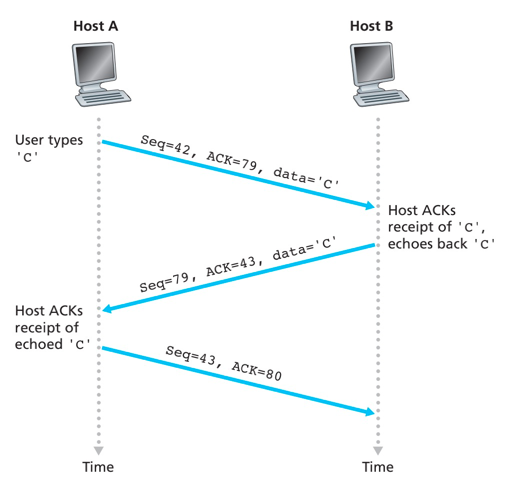 Host A
Host B
User types
'C'
Seq=42, ACK=79, data='C'
Host ACKs
receipt of 'C',
echoes back 'C'
Seq=79, ACK=43, data='C'
Host ACKs
receipt of
echoed 'C'
Seq=43, ACK=80
Time
Time